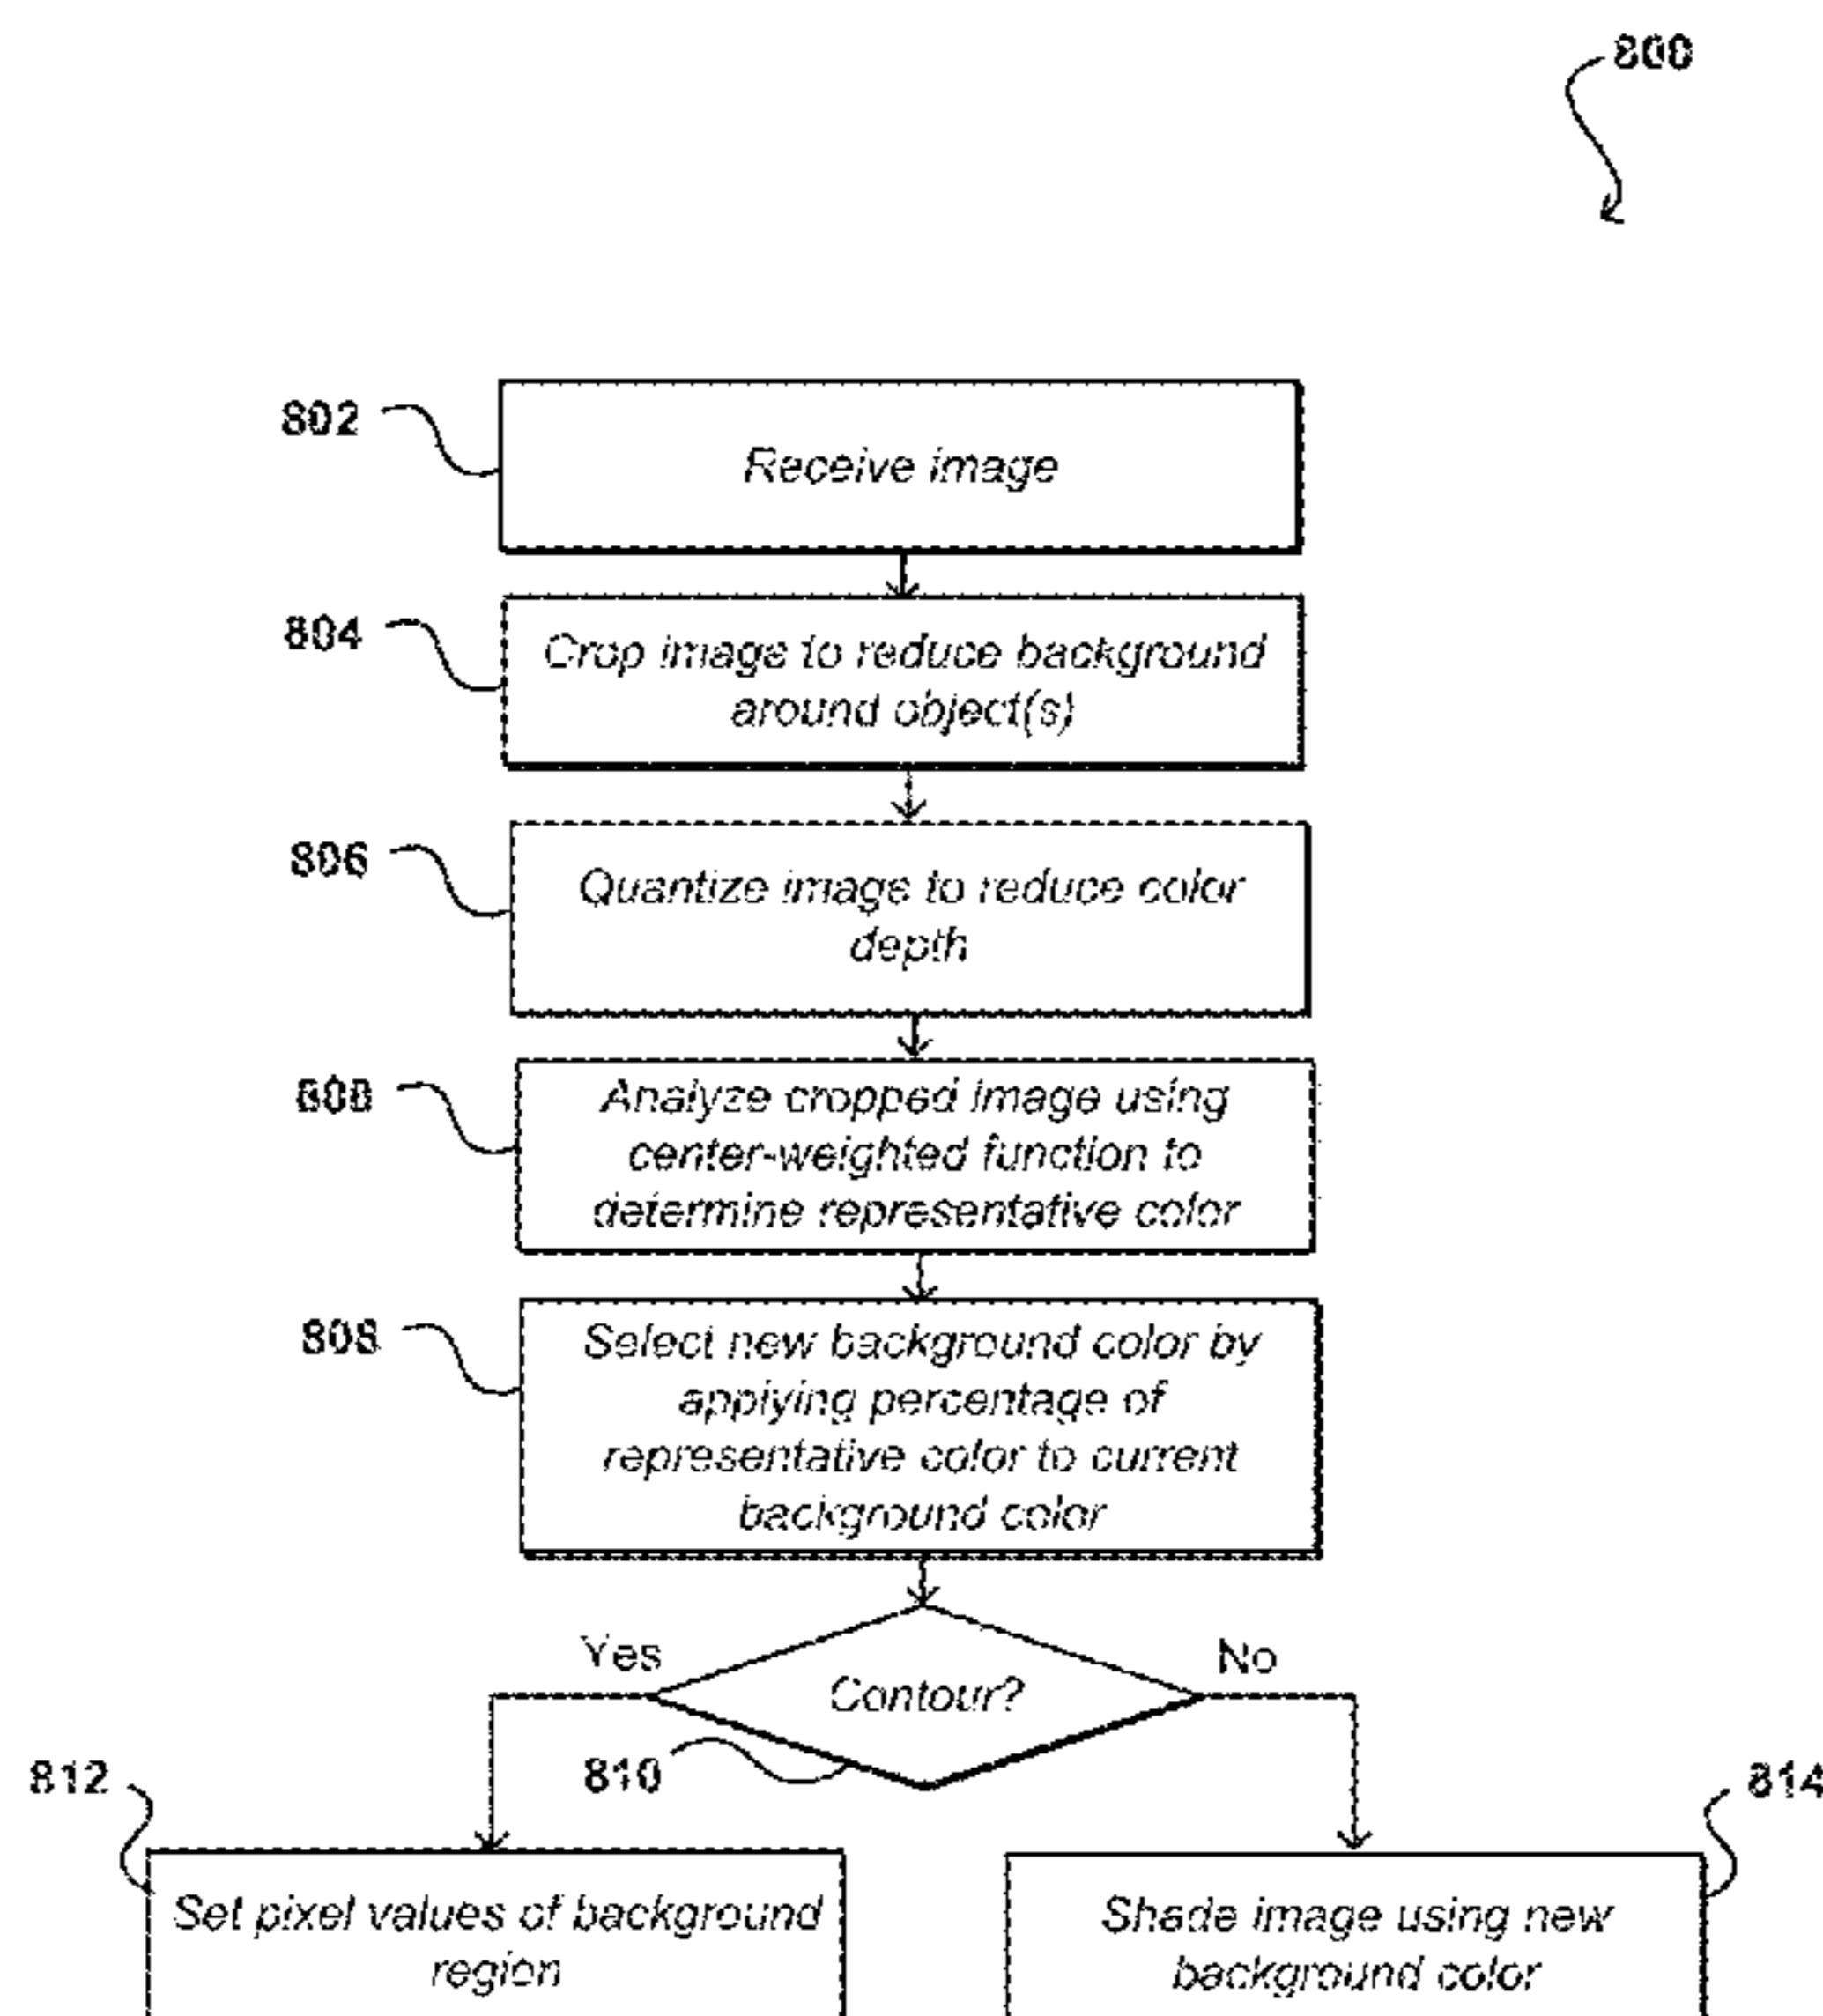 800
802
Receive image
804
Crop image to reduce background
around object(s)
806
Quantize image to reduce color
depth
808
Analyze cropped image using
center-weighted function to
determine representative color
808
Select new background color by
applying percentage of
representative color to current
background color
Yes
No
Contour?
810
812
814
Set pixel values of background
region
Shade image using new
background color